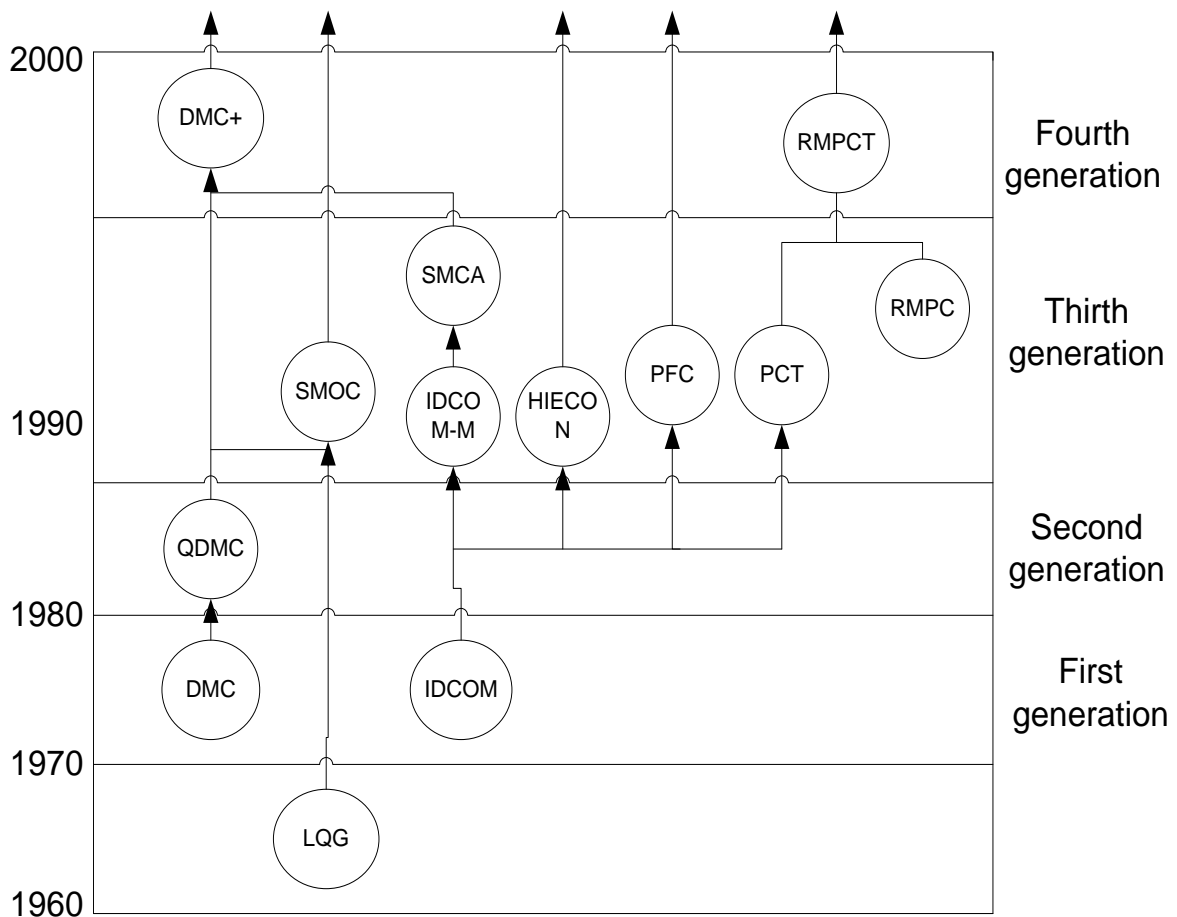 2000
DMC+
RMPCT
Fourth
generation
SMCA
RMPC
Thirth
generation
SMOC
IDCO
M-M
HIECO
N
PFC
PCT
1990
QDMC
Second
generation
1980
DMC
IDCOM
First
generation
1970
LQG
1960